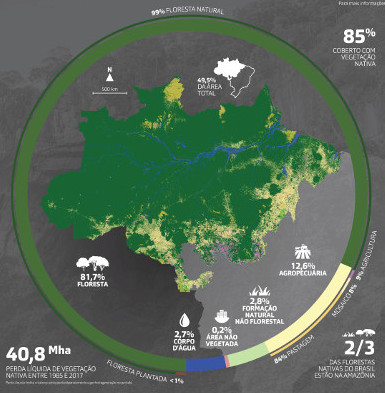 Para mais informações
99% FLORESTA NATURAL
85%
COBERTO COM
VEGETAÇÃO
NATIVA
N
500 km
49,5%
DA ÁREA
TOTAL
81,7%
FLORESTA
12,6%
AGROPECUÁRIA
2,8%
FORMAÇÃO
NATURAL
NÃO FLORESTAL
0,2%
ÁREA NÃO
VEGETADA
2,7%
CORPO
D'ÁGUA
9% AGRICULTURA
MOSAICO 8%
84% PASTAGEM
FLORESTA PLANTADA <1%
40,8 Mha
PERDA LÍQUIDA DE VEGETAÇÃO
NATIVA ENTRE 1985 E 2017
2/3
DAS FLORESTAS
NATIVAS DO BRASIL
ESTÃO NA AMAZÔNIA